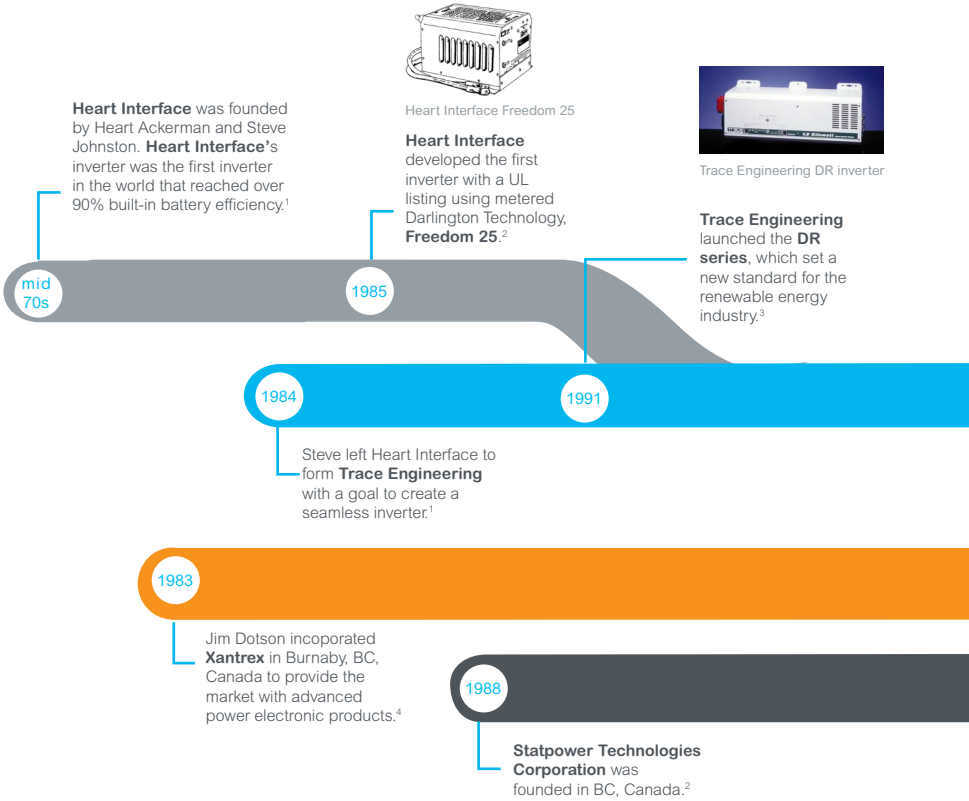 Heart Interface Freedom 25
Heart Interface was founded
by Heart Ackerman and Steve
Johnston. Heart Interface's
inverter was the first inverter
in the world that reached over
90% built-in battery efficiency.1
Heart Interface
developed the first
inverter with a UL
listing using metered
Darlington Technology,
Freedom 25.2
Trace Engineering DR inverter
Trace Engineering
launched the DR
series, which set a
new standard for the
renewable energy
industry.3
mid
70s
1985
1984
1991
Steve left Heart Interface to
form Trace Engineering
with a goal to create a
seamless inverter.1
1983
Jim Dotson incoporated
Xantrex in Burnaby, BC,
Canada to provide the
market with advanced
power electronic products.4
1988
Statpower Technologies
Corporation was
founded in BC, Canada.2